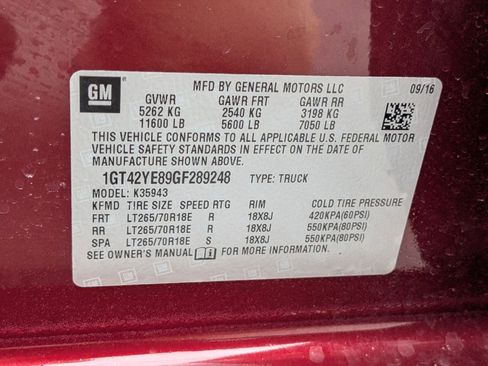 GM
MFD BY GENERAL MOTORS LLC 09/16
GVWR GAWR FRT GAWR RR
5262 KG 2540 KG 3198 KG
11600 LB 5600 LB 7050 LB
THIS VEHICLE CONFORMS TO ALL APPLICABLE U.S. FEDERAL MOTOR
VEHICLE SAFETY STANDARDS IN EFFECT ON THE DATE OF
MANUFACTURE SHOWN ABOVE.
1GT42YE89GF289248 TYPE: TRUCK
MODEL: K35943
KFMD TIRE SIZE SPEED RTG RIM COLD TIRE PRESSURE
FRT LT265/70R18E R 18X8J 420KPA(60PSI)
RR LT265/70R18E R 18X8J 550KPA(80PSI)
SPA LT265/70R18E S 18X8J 550KPA(80PSI)
SEE OWNER'S MANUAL FOR MORE INFORMATION.